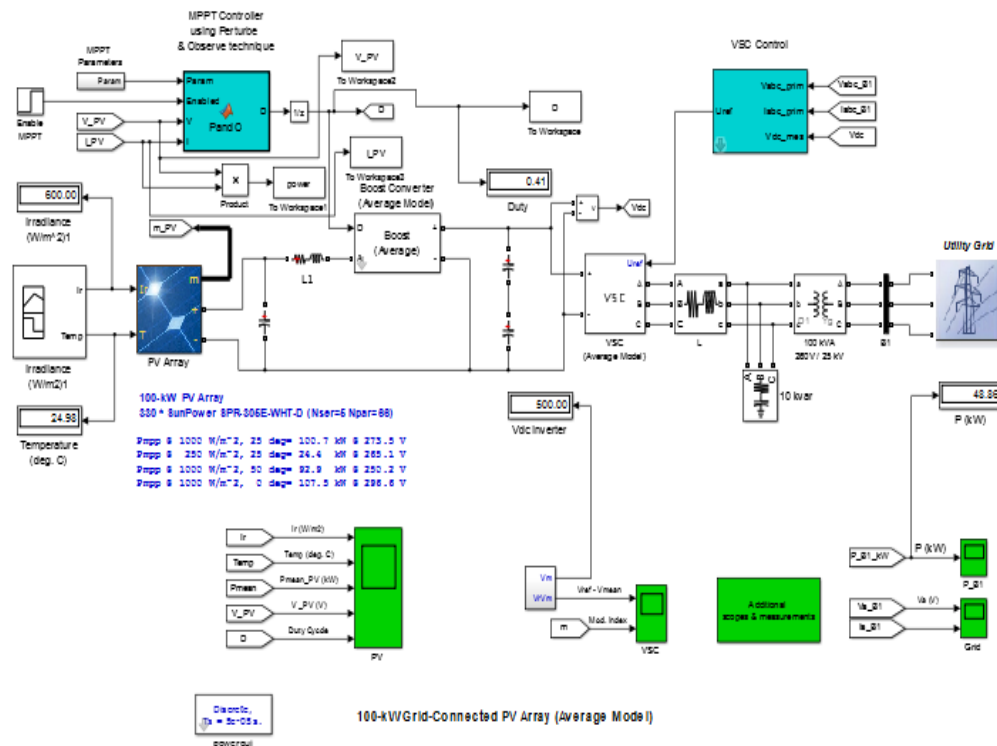 MPPT Controller
using Perturbe
& Observe technique
MPPT
Parameters
Param
Param
Enabled
V
I
D
PandO
Enable
MPPT
V_PV
I_PV
1/z
D
V_PV
To Workspace2
D
To Workspace
I_PV
To Workspace3
×
Product
power
To Workspace1
VSC Control
Uref
Vabc_prim
Iabc_prim
Vdc_mes
Vabc_B1
Iabc_B1
Vdc
600.00
Irradiance
(W/m^2)1
m_PV
Boost Converter
(Average Model)
D
A
Boost
(Average)
+
-
0.41
Duty
+
-
v
Vdc
Ir
Temp
Irradiance
(W/m2)1
Ir
T
m
+
-
PV Array
L1
Uref
+
-
VSC
A
B
C
VSC
(Average Model)
A
B
C
a
b
c
L
a
b
c
A
B
C
100 kVA
260V / 25 kV
B1
Utility Grid
A
B
C
10 kvar
24.98
Temperature
(deg. C)
100-kW PV Array
330 * SunPower SPR-305E-WHT-D (Nser=5 Npar=66)
Pmpp @ 1000 W/m^2, 25 deg= 100.7 kW @ 273.5 V
Pmpp @ 250 W/m^2, 25 deg= 24.4 kW @ 265.1 V
Pmpp @ 1000 W/m^2, 50 deg= 92.9 kW @ 250.2 V
Pmpp @ 1000 W/m^2, 0 deg= 107.5 kW @ 298.6 V
500.00
Vdc Inverter
48.86
P (kW)
Ir
Ir (W/m2)
Temp
Temp (deg. C)
Pmean
Pmean_PV (kW)
V_PV
V_PV (V)
D
Duty Cycle
PV
Vm
VrVm
Vref - Vmean
m
Mod. Index
VSC
Additional
scopes & measurements
P_B1_kW
P (kW)
P_B1
Va_B1
Va (V)
Ia_B1
Grid
Discrete,
Ts = 5e-05 s.
powergui
100-kW Grid-Connected PV Array (Average Model)